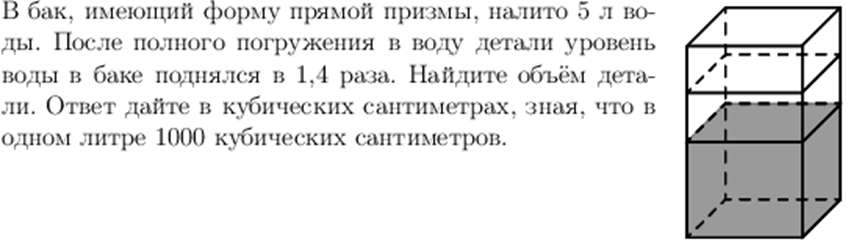 В бак, имеющий форму прямой призмы, налито 5 л во-
ды. После полного погружения в воду детали уровень
воды в баке поднялся в 1,4 раза. Найдите объём дета-
ли. Ответ дайте в кубических сантиметрах, зная, что в
одном литре 1000 кубических сантиметров.